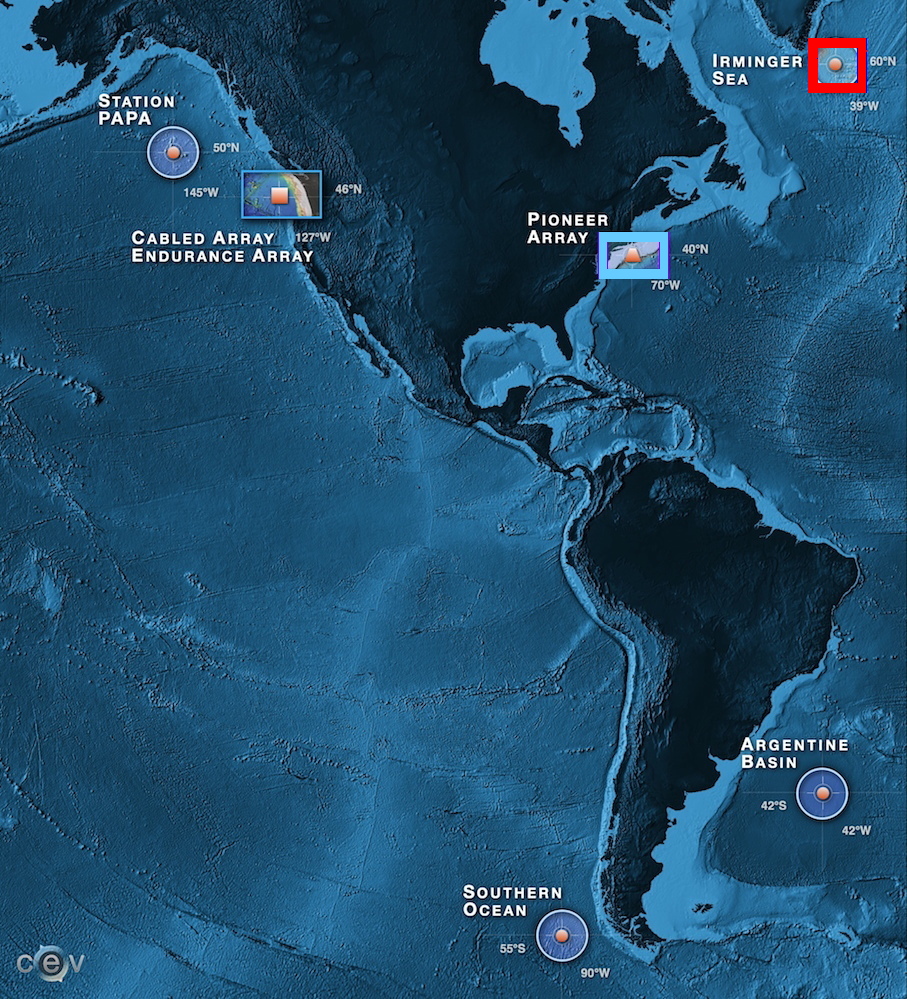 IRMINGER
SEA
60°N
39°W
STATION
PAPA
50°N
145°W
46°N
127°W
CABLED ARRAY
ENDURANCE ARRAY
PIONEER
ARRAY
40°N
70°W
ARGENTINE
BASIN
42°S
42°W
SOUTHERN
OCEAN
55°S
90°W
cev